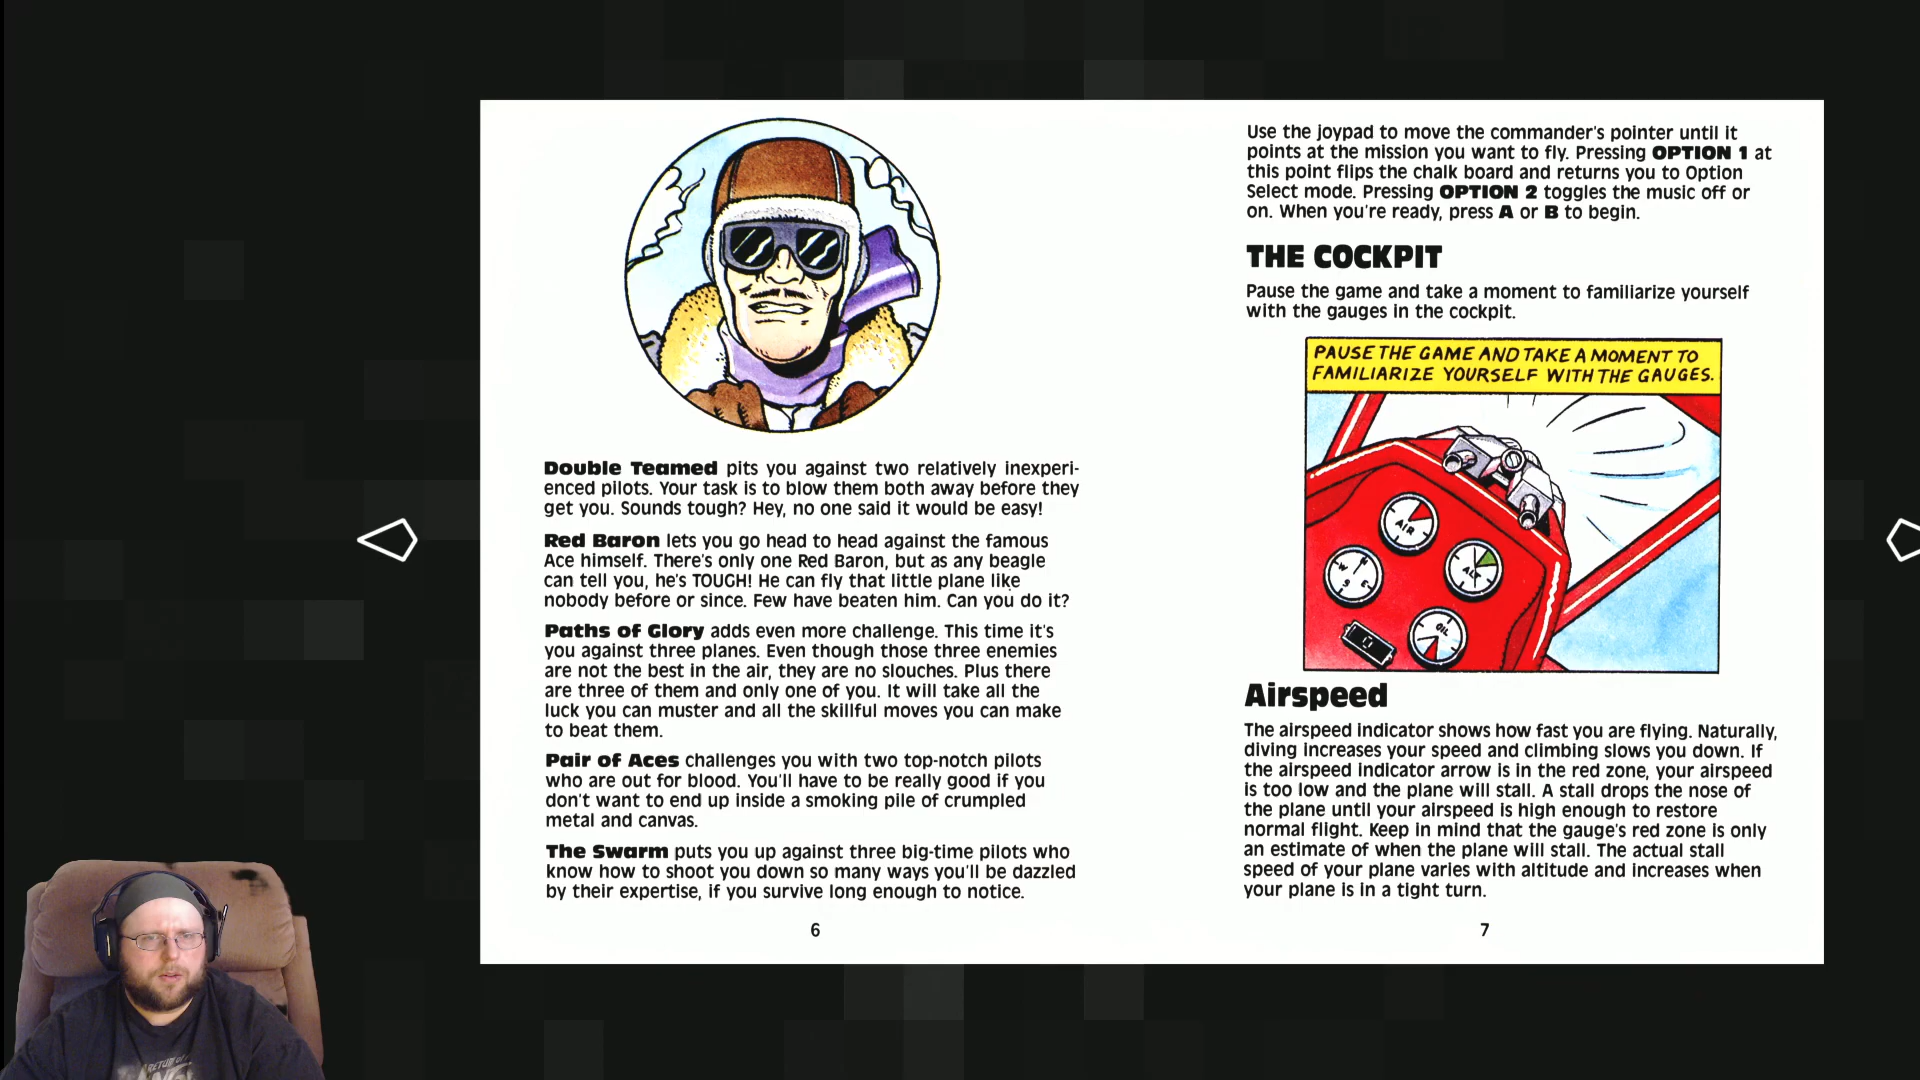 Double Teamed pits you against two relatively inexperi-
enced pilots. Your task is to blow them both away before they
get you. Sounds tough? Hey, no one said it would be easy!
Red Baron lets you go head to head against the famous
Ace himself. There's only one Red Baron, but as any beagle
can tell you, he's TOUGH! He can fly that little plane like
nobody before or since. Few have beaten him. Can you do it?
Paths of Glory adds even more challenge. This time it's
you against three planes. Even though those three enemies
are not the best in the air, they are no slouches. Plus there
are three of them and only one of you. It will take all the
luck you can muster and all the skillful moves you can make
to beat them.
Pair of Aces challenges you with two top-notch pilots
who are out for blood. You'll have to be really good if you
don't want to end up inside a smoking pile of crumpled
metal and canvas.
The Swarm puts you up against three big-time pilots who
know how to shoot you down so many ways you'll be dazzled
by their expertise, if you survive long enough to notice.
6
Use the joypad to move the commander's pointer until it
points at the mission you want to fly. Pressing OPTION 1 at
this point flips the chalk board and returns you to Option
Select mode. Pressing OPTION 2 toggles the music off or
on. When you're ready, press A or B to begin.
THE COCKPIT
Pause the game and take a moment to familiarize yourself
with the gauges in the cockpit.
PAUSE THE GAME AND TAKE A MOMENT TO
FAMILIARIZE YOURSELF WITH THE GAUGES.
AIR
W N S E
ALT
OIL
Airspeed
The airspeed indicator shows how fast you are flying. Naturally,
diving increases your speed and climbing slows you down. If
the airspeed indicator arrow is in the red zone, your airspeed
is too low and the plane will stall. A stall drops the nose of
the plane until your airspeed is high enough to restore
normal flight. Keep in mind that the gauge's red zone is only
an estimate of when the plane will stall. The actual stall
speed of your plane varies with altitude and increases when
your plane is in a tight turn.
7